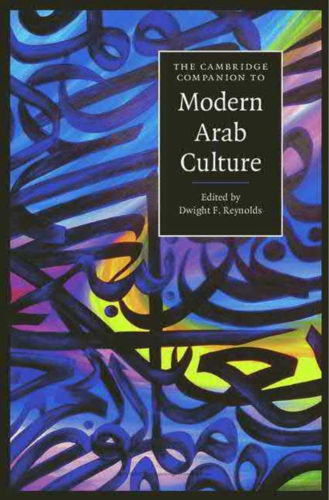 THE CAMBRIDGE
COMPANION TO
Modern
Arab
Culture
Edited by
Dwight F. Reynolds